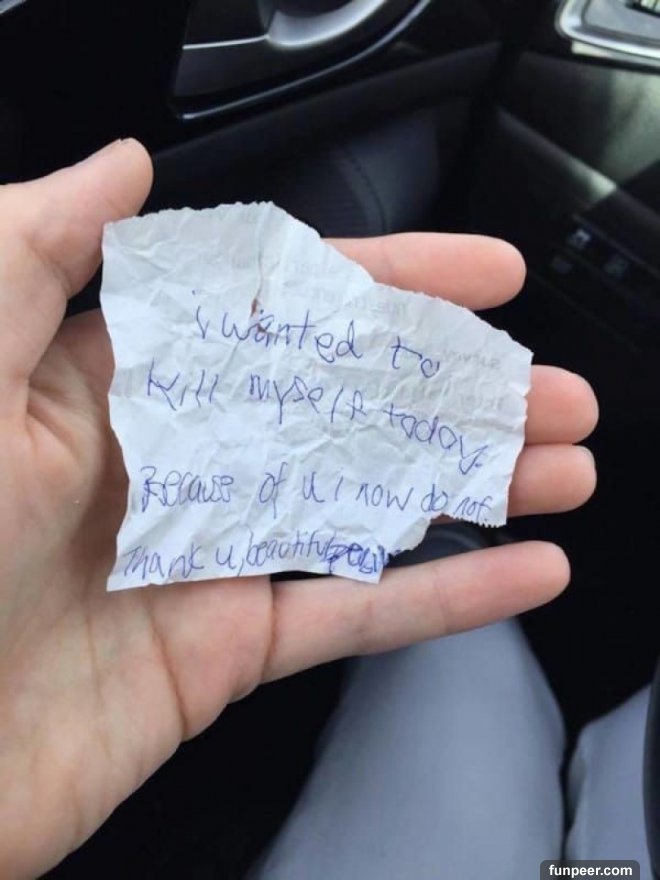 i wanted to
kill myself today.
Because of u i now do not
Thank u, beautiful
funpeer.com